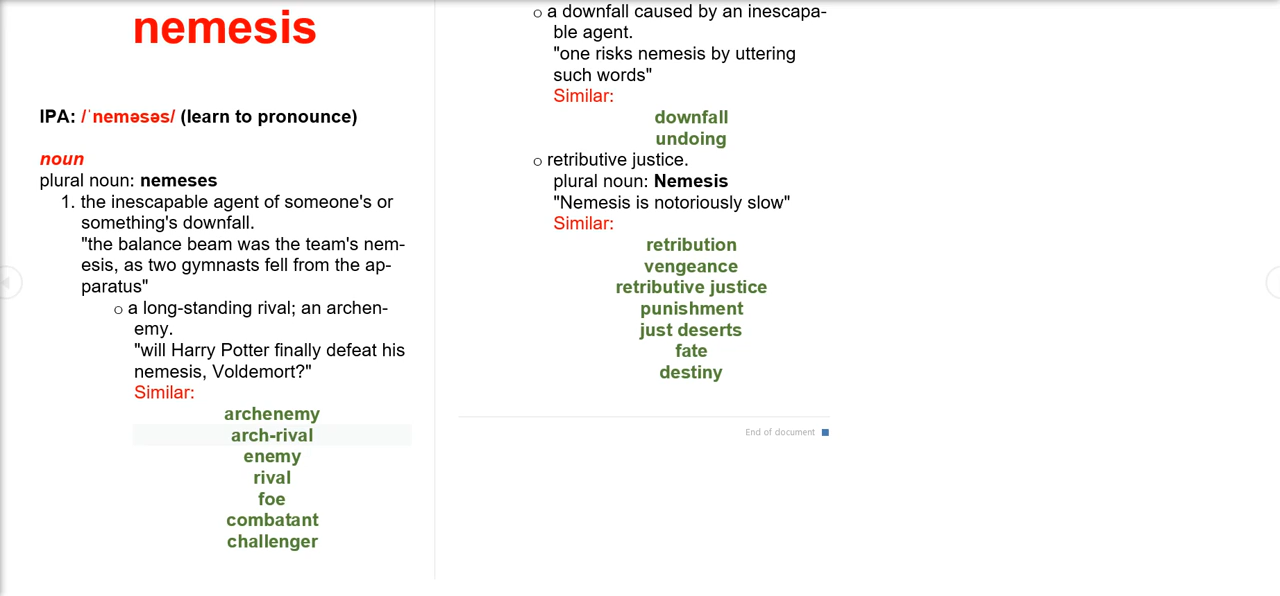 nemesis
IPA: /ˈneməsəs/ (learn to pronounce)
noun
plural noun: nemeses
1. the inescapable agent of someone's or
something's downfall.
"the balance beam was the team's nem-
esis, as two gymnasts fell from the ap-
paratus"
o a long-standing rival; an archen-
emy.
"will Harry Potter finally defeat his
nemesis, Voldemort?"
Similar:
archenemy
arch-rival
enemy
rival
foe
combatant
challenger
o a downfall caused by an inescapa-
ble agent.
"one risks nemesis by uttering
such words"
Similar:
downfall
undoing
o retributive justice.
plural noun: Nemesis
"Nemesis is notoriously slow"
Similar:
retribution
vengeance
retributive justice
punishment
just deserts
fate
destiny
End of document